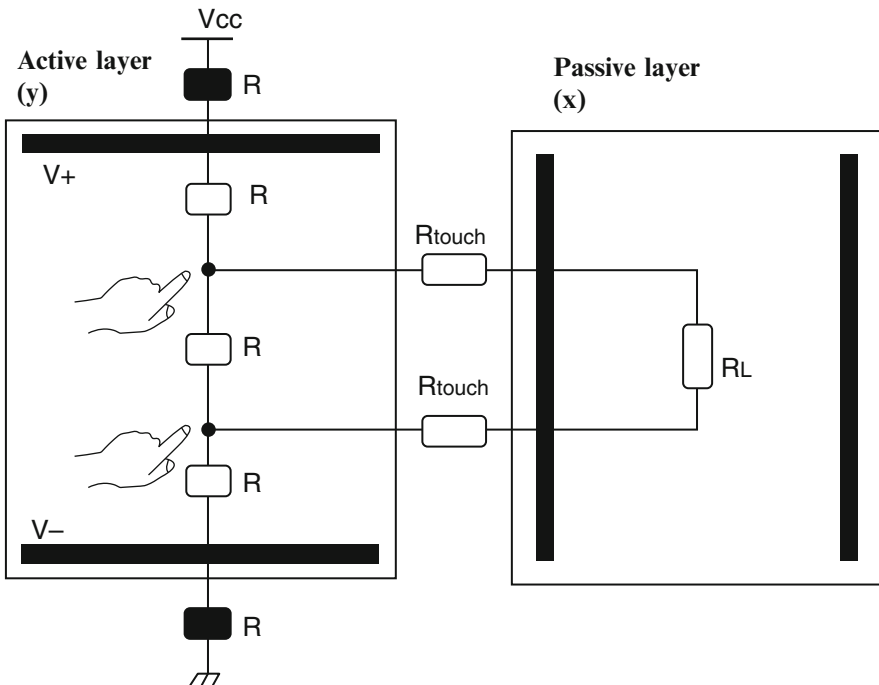 Vcc
Active layer
(y)
R
Passive layer
(x)
V+
R
Rtouch
R
RL
Rtouch
R
V–
R